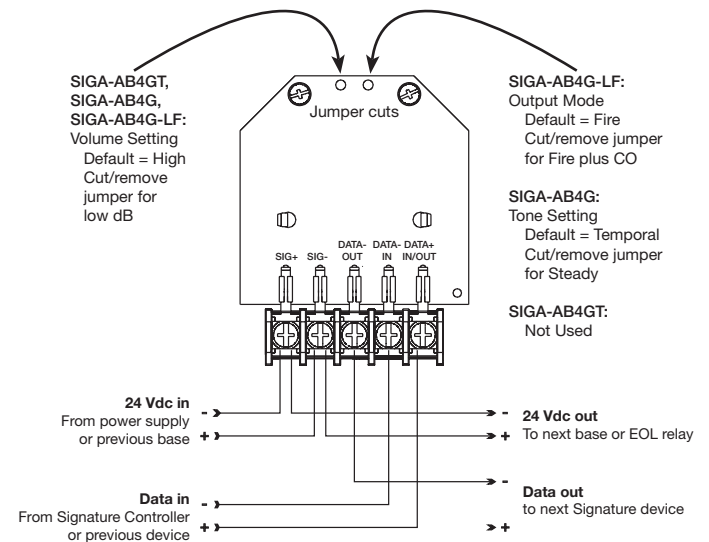 SIGA-AB4GT,
SIGA-AB4G,
SIGA-AB4G-LF:
Volume Setting
Default = High
Cut/remove
jumper for
low dB
Jumper cuts
SIGA-AB4G-LF:
Output Mode
Default = Fire
Cut/remove jumper
for Fire plus CO
SIGA-AB4G:
Tone Setting
Default = Temporal
Cut/remove jumper
for Steady
SIGA-AB4GT:
Not Used
SIG+
SIG-
DATA-
OUT
DATA-
IN
DATA+
IN/OUT
24 Vdc in
From power supply
or previous base
-
+
-
+
24 Vdc out
To next base or EOL relay
Data in
From Signature Controller
or previous device
-
+
-
+
Data out
to next Signature device